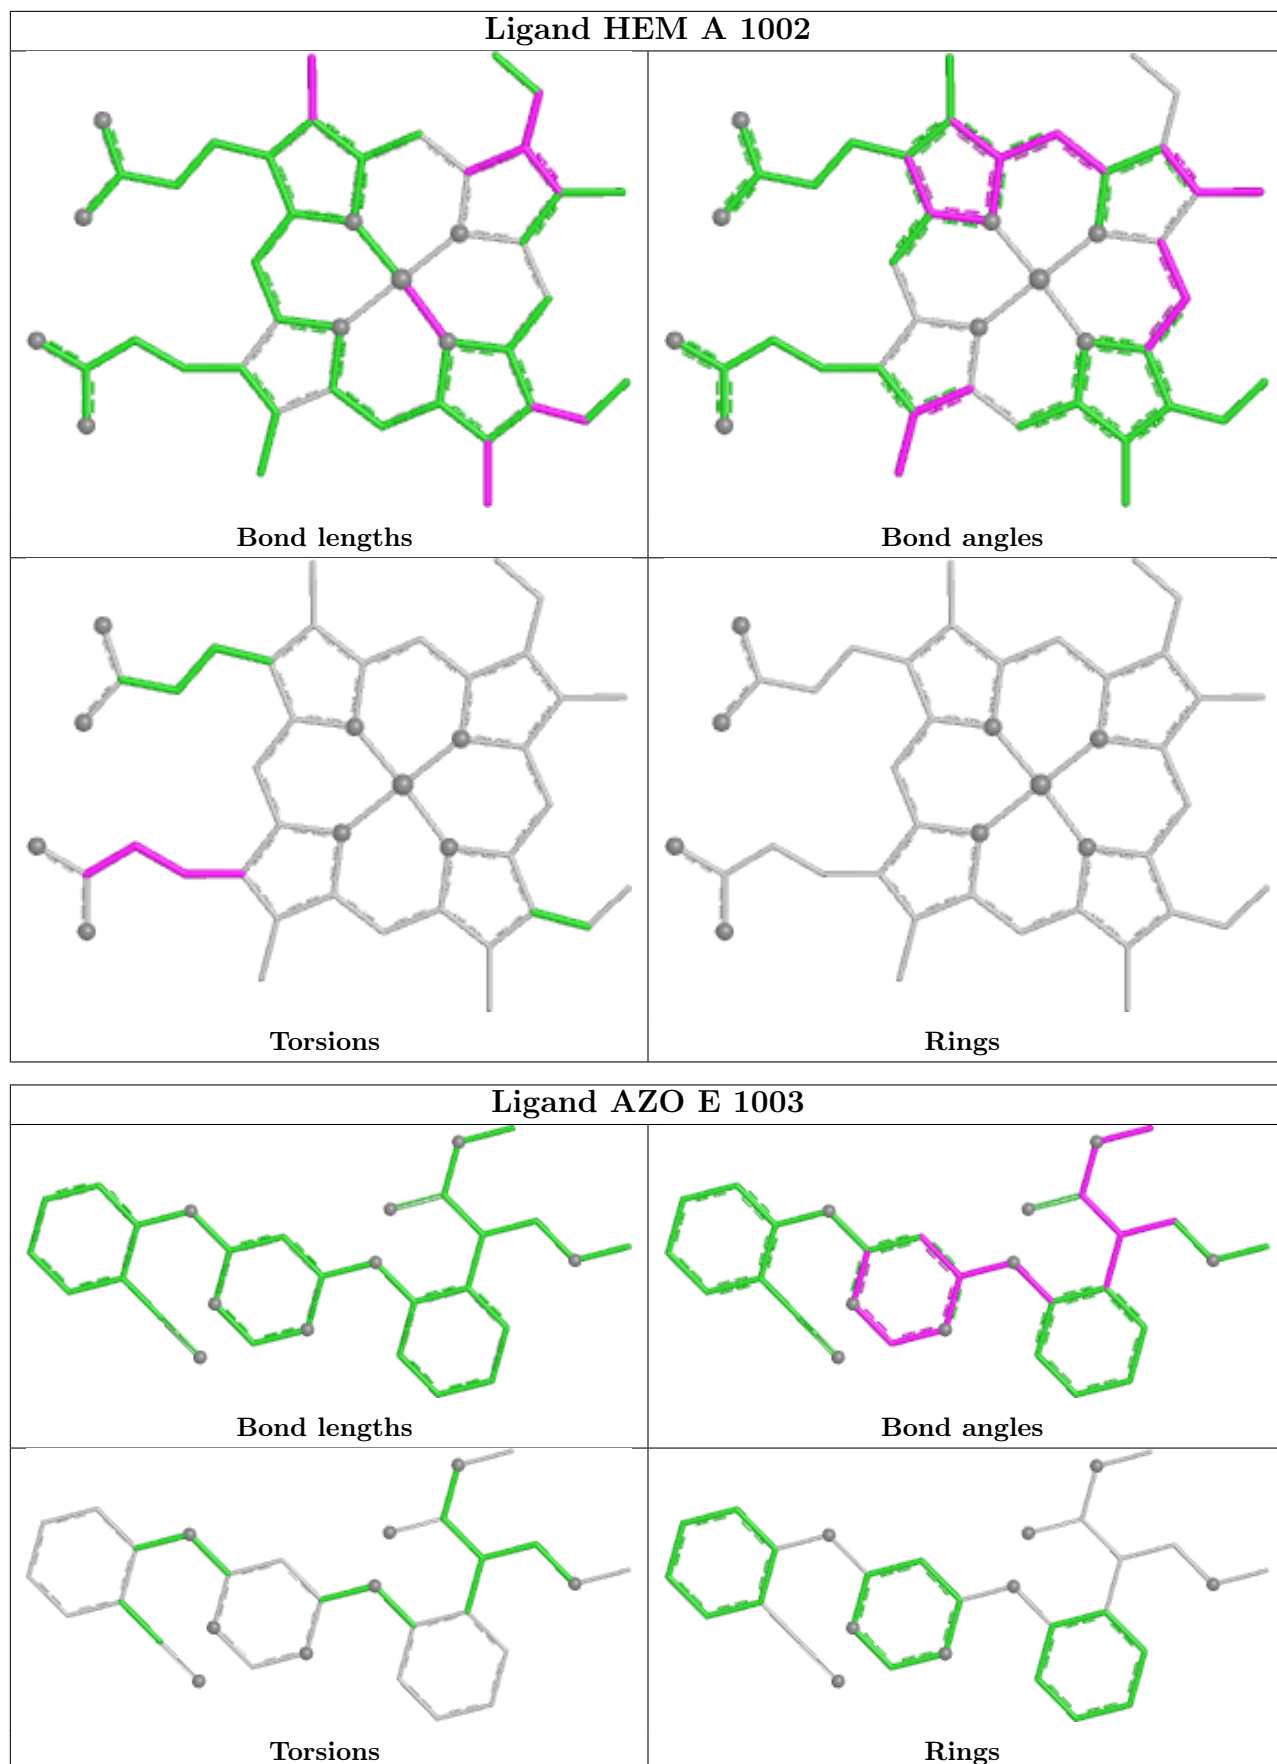 Ligand HEM A 1002
Bond lengths
Bond angles
Torsions
Rings
Ligand AZO E 1003
Bond lengths
Bond angles
Torsions
Rings